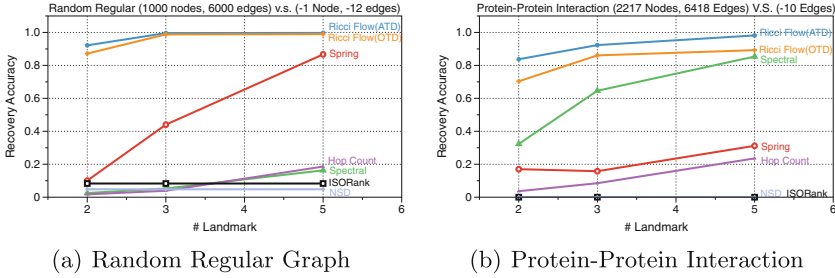 Random Regular (1000 nodes, 6000 edges) v.s. (-1 Node, -12 edges)
Recovery Accuracy
1.0
0.8
0.6
0.4
0.2
0
2
3
4
5
6
# Landmark
Ricci Flow(ATD)
Ricci Flow(OTD)
Spring
Hop Count
Spectral
ISORank
NSD
(a) Random Regular Graph
Protein-Protein Interaction (2217 Nodes, 6418 Edges) V.S. (-10 Edges)
Recovery Accuracy
1.0
0.8
0.6
0.4
0.2
0.0
2
3
4
5
6
# Landmark
Ricci Flow(ATD)
Ricci Flow(OTD)
Spectral
Spring
Hop Count
NSD ISORank
(b) Protein-Protein Interaction